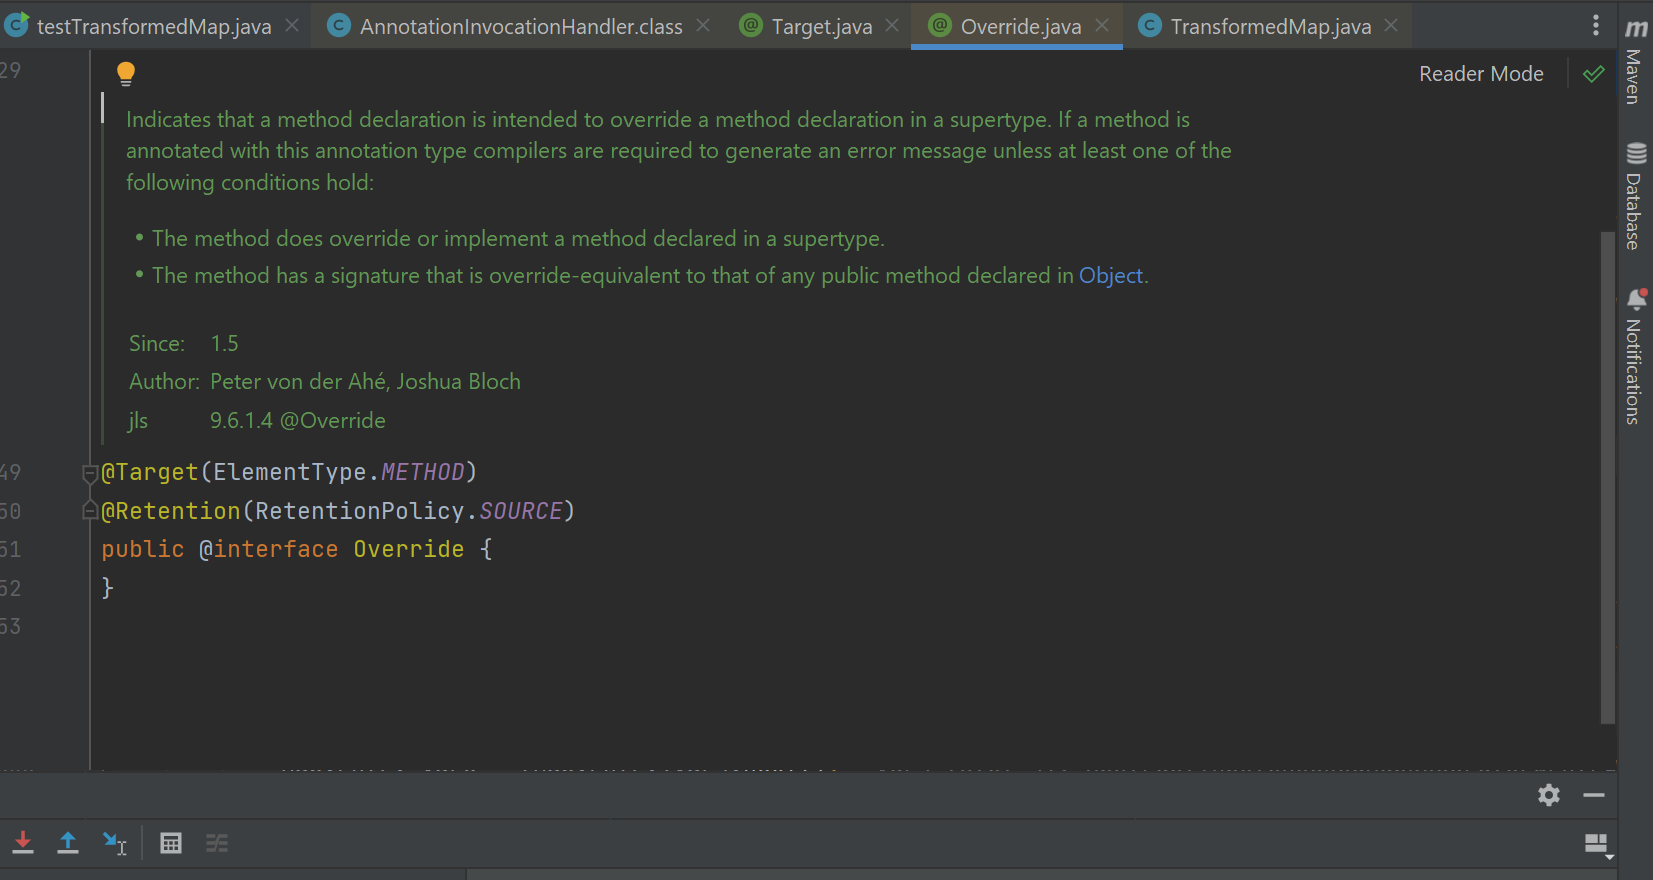 testTransformedMap.java
AnnotationInvocationHandler.class
Target.java
Override.java
TransformedMap.java
Maven
Database
Notifications
Reader Mode
29
Indicates that a method declaration is intended to override a method declaration in a supertype. If a method is
annotated with this annotation type compilers are required to generate an error message unless at least one of the
following conditions hold:
• The method does override or implement a method declared in a supertype.
• The method has a signature that is override-equivalent to that of any public method declared in Object.
Since: 1.5
Author: Peter von der Ahé, Joshua Bloch
jls 9.6.1.4 @Override
49 @Target(ElementType.METHOD)
50 @Retention(RetentionPolicy.SOURCE)
51 public @interface Override {
52 }
53